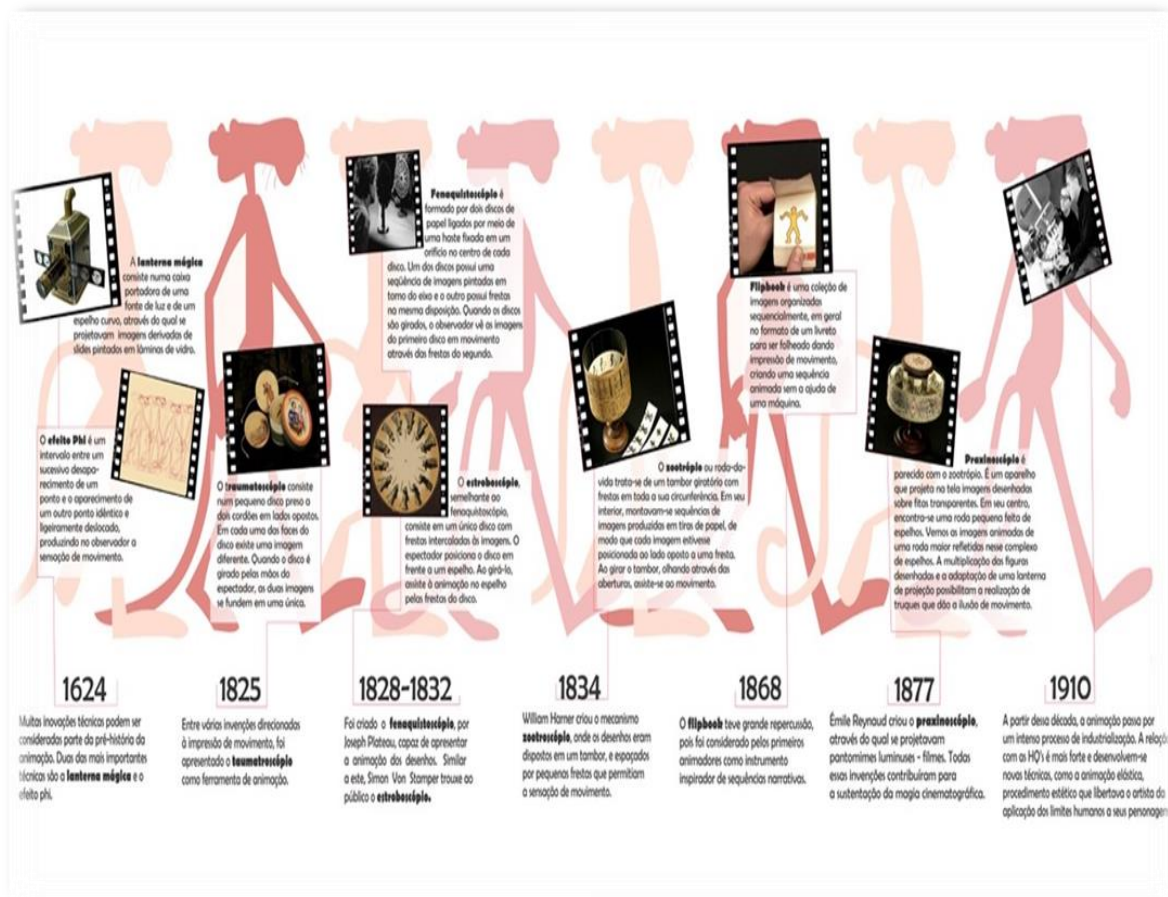 A lanterna mágica
consiste numa caixa
portadora de uma
fonte de luz e de um
espelho curvo, através do qual se
projetavam imagens derivadas de
slides pintados em lâminas de vidro.
O efeito Phi é um
intervalo entre um
sucessivo desapa-
recimento de um
ponto e o aparecimento de
um outro ponto idêntico e
ligeiramente deslocado,
produzindo no observador a
sensação de movimento.
1624
Muitas inovações técnicas podem ser
consideradas parte da pré-história da
animação. Duas das mais importantes
técnicas são a lanterna mágica e o
efeito phi.
O traumatoscópio consiste
num pequeno disco preso a
dois cordões em lados opostos.
Em cada uma das faces do
disco existe uma imagem
diferente. Quando o disco é
girado pelas mãos do
espectador, as duas imagens
se fundem em uma única.
1825
Entre várias invenções direcionadas
à impressão de movimento, foi
apresentado o taumatroscópio
como ferramenta de animação.
Fenaquistoscópio é
formado por dois discos de
papel ligados por meio de
uma haste fixada em um
orifício no centro de cada
disco. Um dos discos possui uma
seqüência de imagens pintadas em
torno do eixo e o outro possui frestas
na mesma disposição. Quando os discos
são girados, o observador vê as imagens
do primeiro disco em movimento
através das frestas do segundo.
O estroboscópio,
semelhante ao
fenaquistoscópio,
consiste em um único disco com
frestas intercaladas às imagens. O
espectador posiciona o disco em
frente a um espelho. Ao girá-lo,
assiste à animação no espelho
pelas frestas do disco.
1828-1832
Foi criado o fenaquistoscópio, por
Joseph Plateau, capaz de apresentar
a animação dos desenhos. Similar
a este, Simon Von Stamper trouxe ao
público o estroboscópio.
O zootrópio ou roda-da-
vida trata-se de um tambor giratório com
frestas em toda a sua circunferência. Em seu
interior, montavam-se sequências de
imagens produzidas em tiras de papel, de
modo que cada imagem estivesse
posicionada ao lado oposto a uma fresta.
Ao girar o tambor, olhando através das
aberturas, assiste-se ao movimento.
1834
William Harner criou o mecanismo
zootroscópio, onde os desenhos eram
dispostos em um tambor, e espaçados
por pequenas frestas que permitiam
a sensação de movimento.
Flipbook é uma coleção de
imagens organizadas
sequencialmente, em geral
no formato de um livreto
para ser folheado dando
impressão de movimento,
criando uma sequência
animada sem a ajuda de
uma máquina.
1868
O flipbook teve grande repercussão,
pois foi considerado pelos primeiros
animadores como instrumento
inspirador de sequências narrativas.
Praxinoscópio é
parecido com o zootrópio. É um aparelho
que projeta na tela imagens desenhadas
sobre fitas transparentes. Em seu centro,
encontra-se uma roda pequena feita de
espelhos. Vemos as imagens animadas de
uma roda maior refletidas nesse complexo
de espelhos. A multiplicação das figuras
desenhadas e a adaptação de uma lanterna
de projeção possibilitam a realização de
truques que dão a ilusão de movimento.
1877
Émile Reynaud criou o praxinoscópio,
através do qual se projetavam
pantomimes luminuses - filmes. Todas
essas invenções contribuíram para
a sustentação da magia cinematográfica.
1910
A partir dessa década, a animação passa por
um intenso processo de industrialização. A relação
com as HQ's é mais forte e desenvolvem-se
novas técnicas, como a animação elástica,
procedimento estético que libertava o artista da
aplicação dos limites humanos a seus personagen